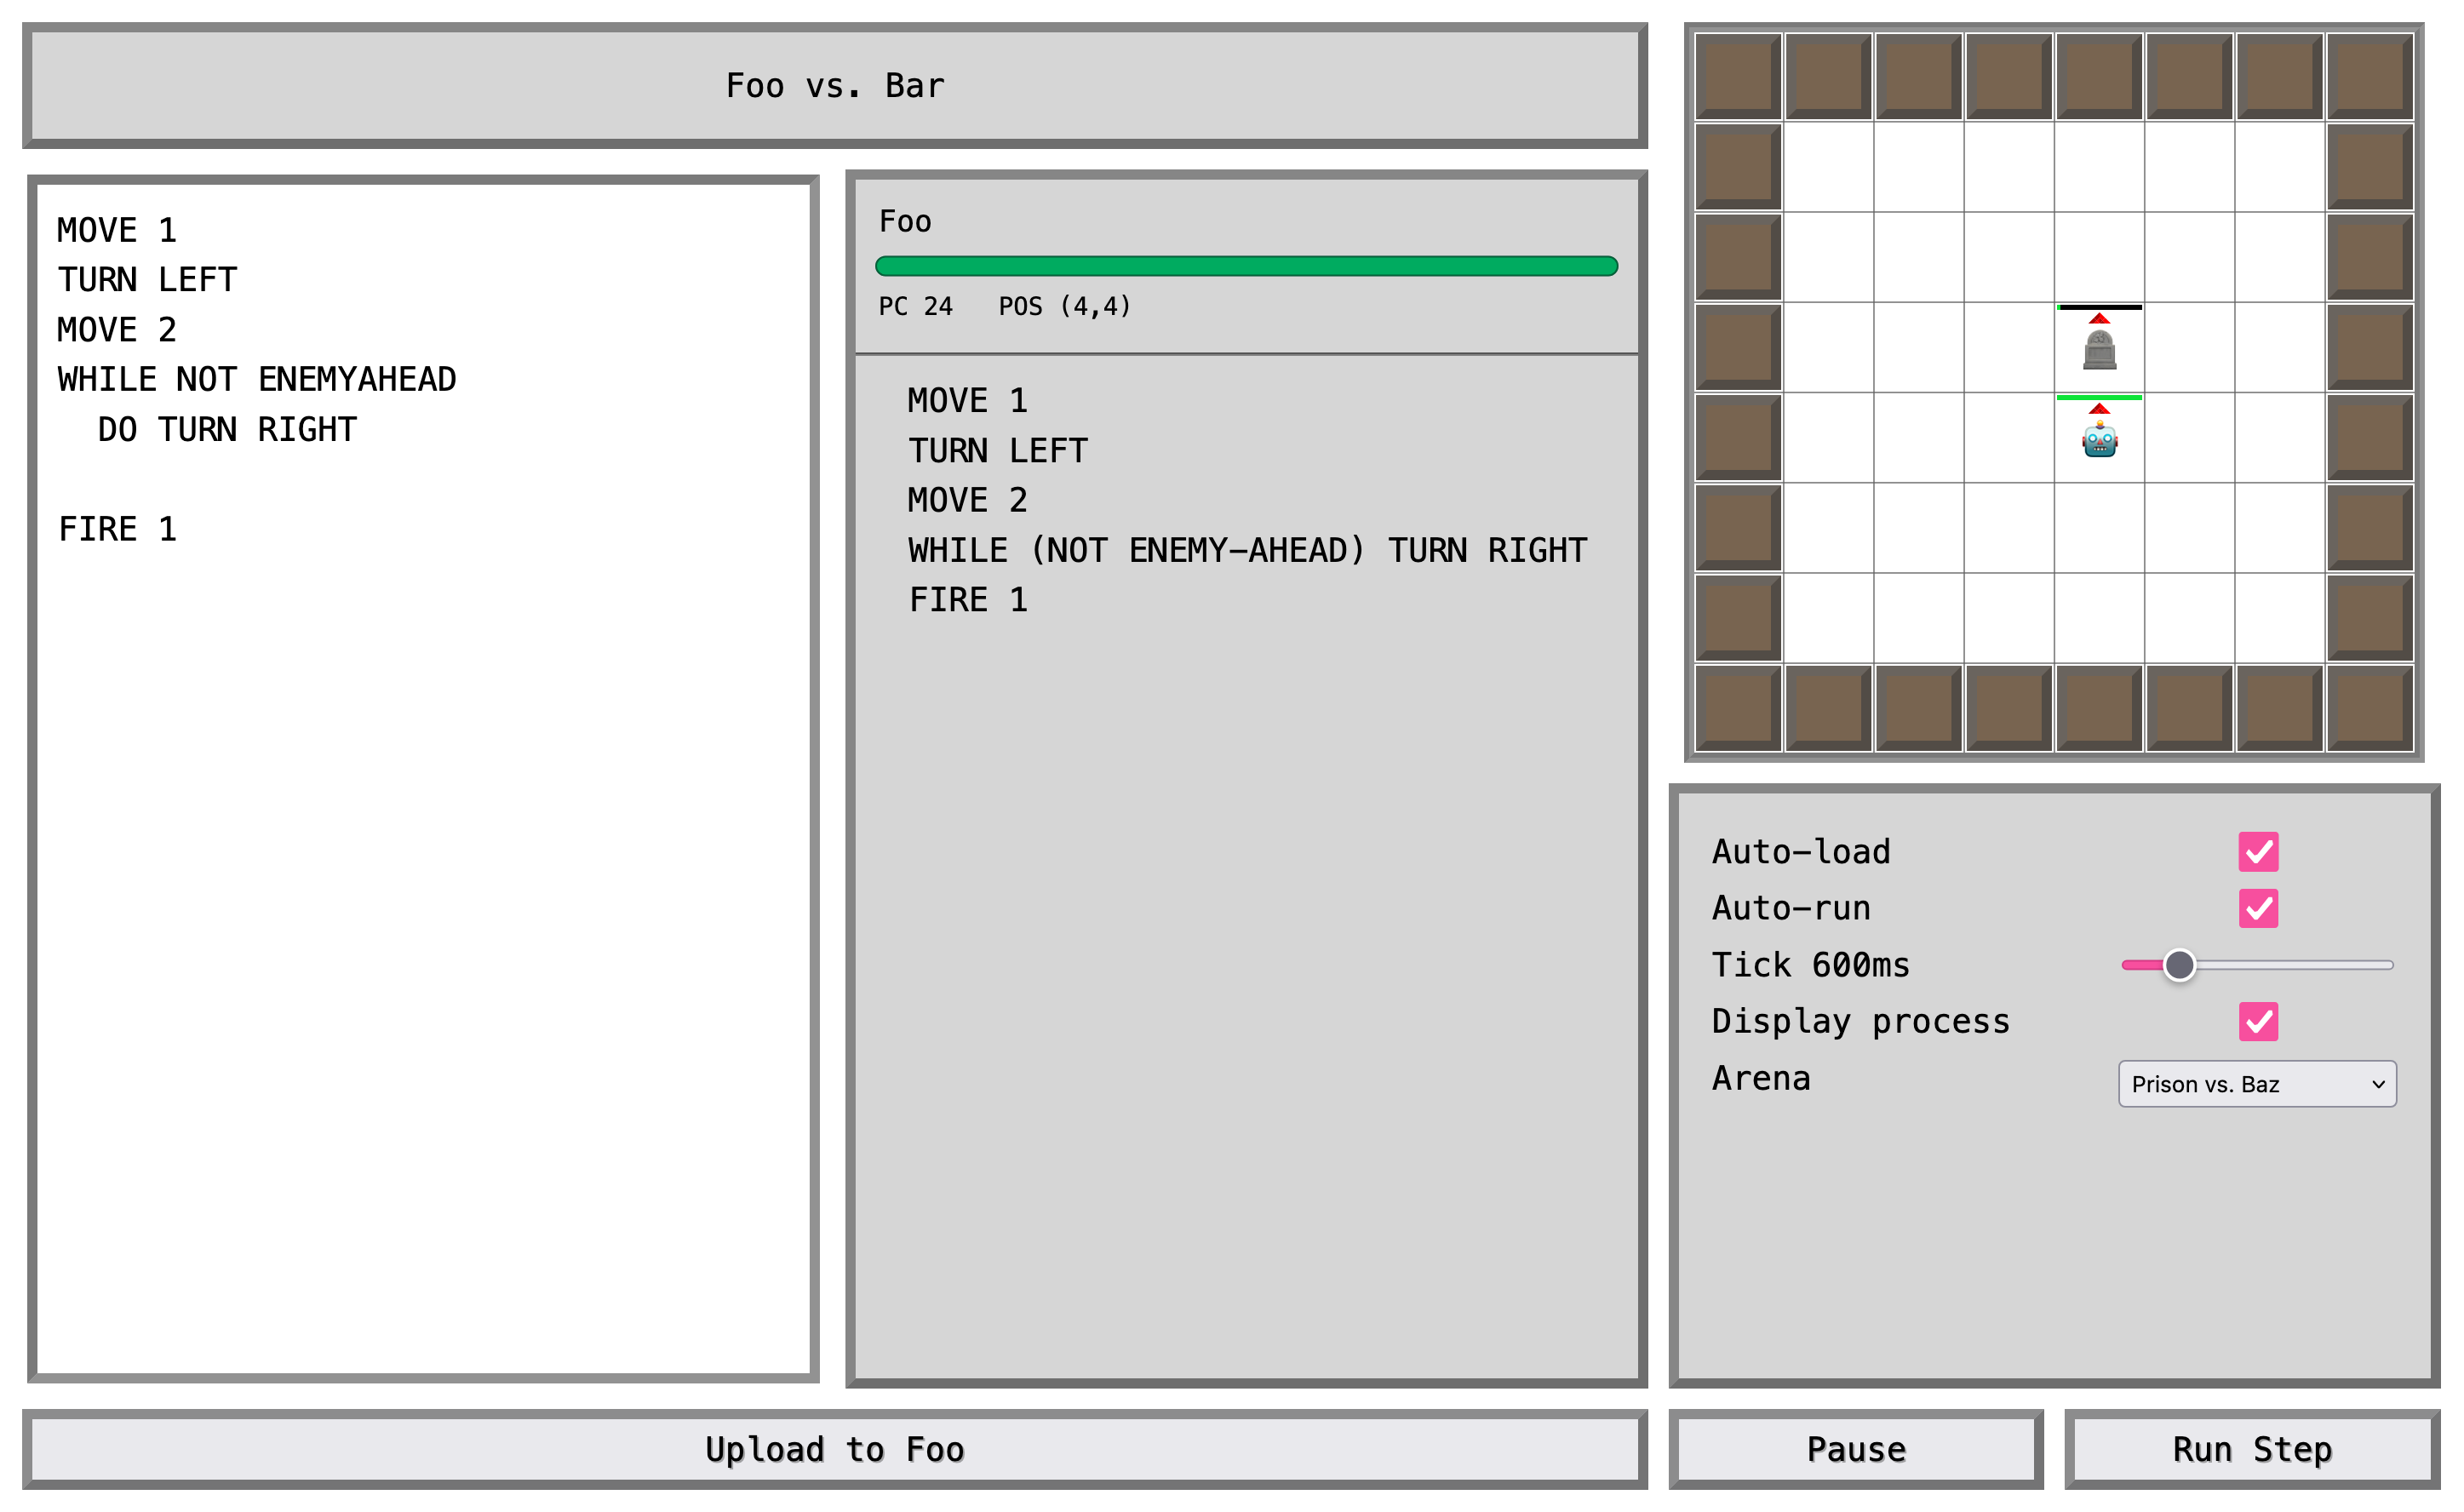 Foo vs. Bar
MOVE 1
TURN LEFT
MOVE 2
WHILE NOT ENEMYAHEAD
DO TURN RIGHT
FIRE 1
Foo
PC 24 POS (4,4)
MOVE 1
TURN LEFT
MOVE 2
WHILE (NOT ENEMY-AHEAD) TURN RIGHT
FIRE 1
Auto-load
Auto-run
Tick 600ms
Display process
Arena Prison vs. Baz
Upload to Foo
Pause
Run Step